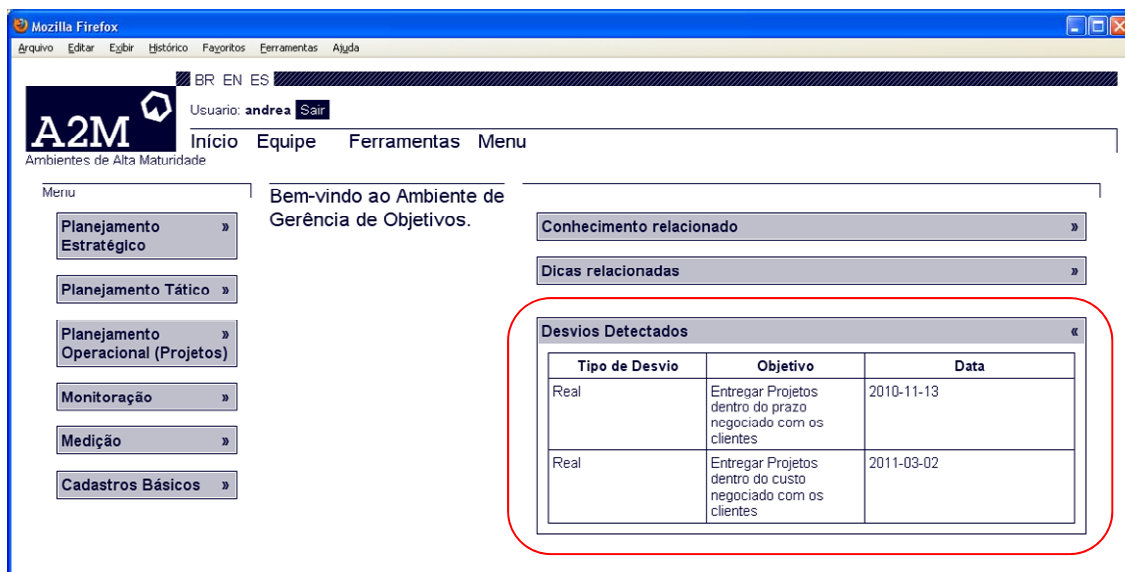 Mozilla Firefox
Arquivo Editar Exibir Histórico Favoritos Ferramentas Ajuda
BR EN ES
Usuario: andrea Sair
A2M
Início Equipe Ferramentas Menu
Ambientes de Alta Maturidade
Menu
Planejamento »
Estratégico
Planejamento Tático »
Planejamento »
Operacional (Projetos)
Monitoração »
Medição »
Cadastros Básicos »
Bem-vindo ao Ambiente de
Gerência de Objetivos.
Conhecimento relacionado »
Dicas relacionadas »
Desvios Detectados «
Tipo de Desvio Objetivo Data
Real Entregar Projetos 2010-11-13
dentro do prazo
negociado com os
clientes
Real Entregar Projetos 2011-03-02
dentro do custo
negociado com os
clientes